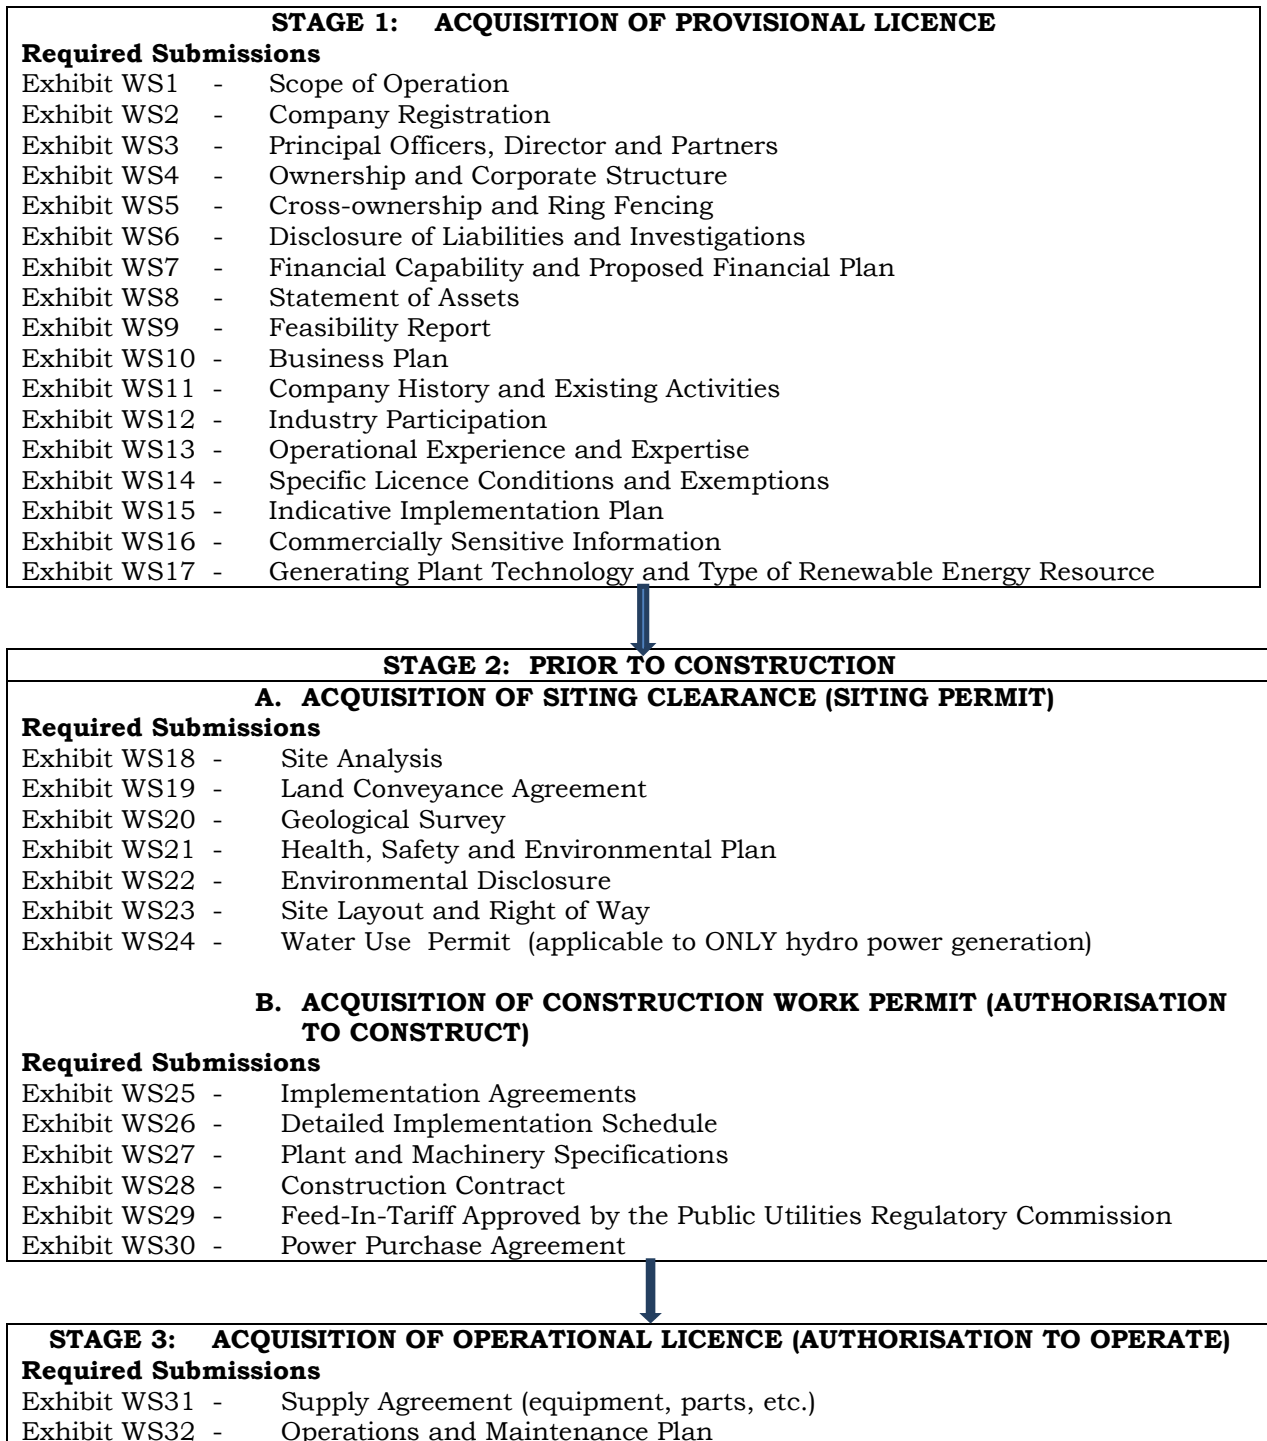 STAGE 1: ACQUISITION OF PROVISIONAL LICENCE
Required Submissions
Exhibit WS1 - Scope of Operation
Exhibit WS2 - Company Registration
Exhibit WS3 - Principal Officers, Director and Partners
Exhibit WS4 - Ownership and Corporate Structure
Exhibit WS5 - Cross-ownership and Ring Fencing
Exhibit WS6 - Disclosure of Liabilities and Investigations
Exhibit WS7 - Financial Capability and Proposed Financial Plan
Exhibit WS8 - Statement of Assets
Exhibit WS9 - Feasibility Report
Exhibit WS10 - Business Plan
Exhibit WS11 - Company History and Existing Activities
Exhibit WS12 - Industry Participation
Exhibit WS13 - Operational Experience and Expertise
Exhibit WS14 - Specific Licence Conditions and Exemptions
Exhibit WS15 - Indicative Implementation Plan
Exhibit WS16 - Commercially Sensitive Information
Exhibit WS17 - Generating Plant Technology and Type of Renewable Energy Resource
STAGE 2: PRIOR TO CONSTRUCTION
A. ACQUISITION OF SITING CLEARANCE (SITING PERMIT)
Required Submissions
Exhibit WS18 - Site Analysis
Exhibit WS19 - Land Conveyance Agreement
Exhibit WS20 - Geological Survey
Exhibit WS21 - Health, Safety and Environmental Plan
Exhibit WS22 - Environmental Disclosure
Exhibit WS23 - Site Layout and Right of Way
Exhibit WS24 - Water Use Permit (applicable to ONLY hydro power generation)
B. ACQUISITION OF CONSTRUCTION WORK PERMIT (AUTHORISATION
TO CONSTRUCT)
Required Submissions
Exhibit WS25 - Implementation Agreements
Exhibit WS26 - Detailed Implementation Schedule
Exhibit WS27 - Plant and Machinery Specifications
Exhibit WS28 - Construction Contract
Exhibit WS29 - Feed-In-Tariff Approved by the Public Utilities Regulatory Commission
Exhibit WS30 - Power Purchase Agreement
STAGE 3: ACQUISITION OF OPERATIONAL LICENCE (AUTHORISATION TO OPERATE)
Required Submissions
Exhibit WS31 - Supply Agreement (equipment, parts, etc.)
Exhibit WS32 - Operations and Maintenance Plan